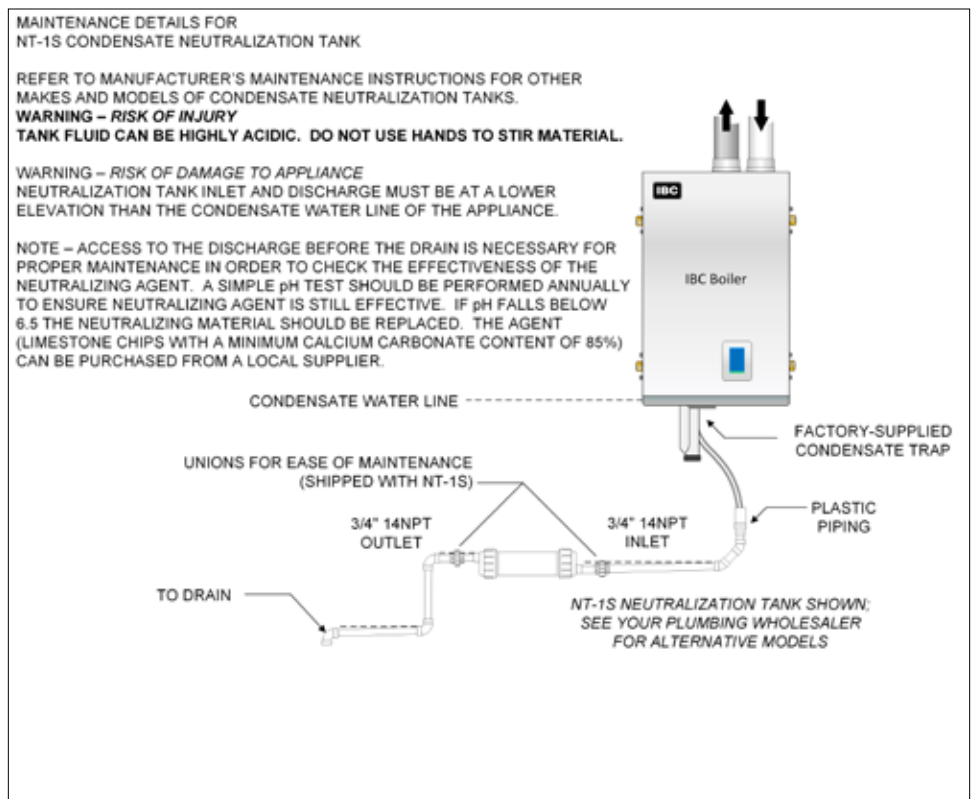 MAINTENANCE DETAILS FOR
NT-1S CONDENSATE NEUTRALIZATION TANK
REFER TO MANUFACTURER'S MAINTENANCE INSTRUCTIONS FOR OTHER
MAKES AND MODELS OF CONDENSATE NEUTRALIZATION TANKS.
WARNING – RISK OF INJURY
TANK FLUID CAN BE HIGHLY ACIDIC.  DO NOT USE HANDS TO STIR MATERIAL.
WARNING – RISK OF DAMAGE TO APPLIANCE
NEUTRALIZATION TANK INLET AND DISCHARGE MUST BE AT A LOWER
ELEVATION THAN THE CONDENSATE WATER LINE OF THE APPLIANCE.
NOTE – ACCESS TO THE DISCHARGE BEFORE THE DRAIN IS NECESSARY FOR
PROPER MAINTENANCE IN ORDER TO CHECK THE EFFECTIVENESS OF THE
NEUTRALIZING AGENT.  A SIMPLE pH TEST SHOULD BE PERFORMED ANNUALLY
TO ENSURE NEUTRALIZING AGENT IS STILL EFFECTIVE.  IF pH FALLS BELOW
6.5 THE NEUTRALIZING MATERIAL SHOULD BE REPLACED.  THE AGENT
(LIMESTONE CHIPS WITH A MINIMUM CALCIUM CARBONATE CONTENT OF 85%)
CAN BE PURCHASED FROM A LOCAL SUPPLIER.
IBC
IBC Boiler
CONDENSATE WATER LINE
FACTORY-SUPPLIED
CONDENSATE TRAP
UNIONS FOR EASE OF MAINTENANCE
(SHIPPED WITH NT-1S)
PLASTIC
PIPING
3/4" 14NPT
OUTLET
3/4" 14NPT
INLET
TO DRAIN
NT-1S NEUTRALIZATION TANK SHOWN;
SEE YOUR PLUMBING WHOLESALER
FOR ALTERNATIVE MODELS